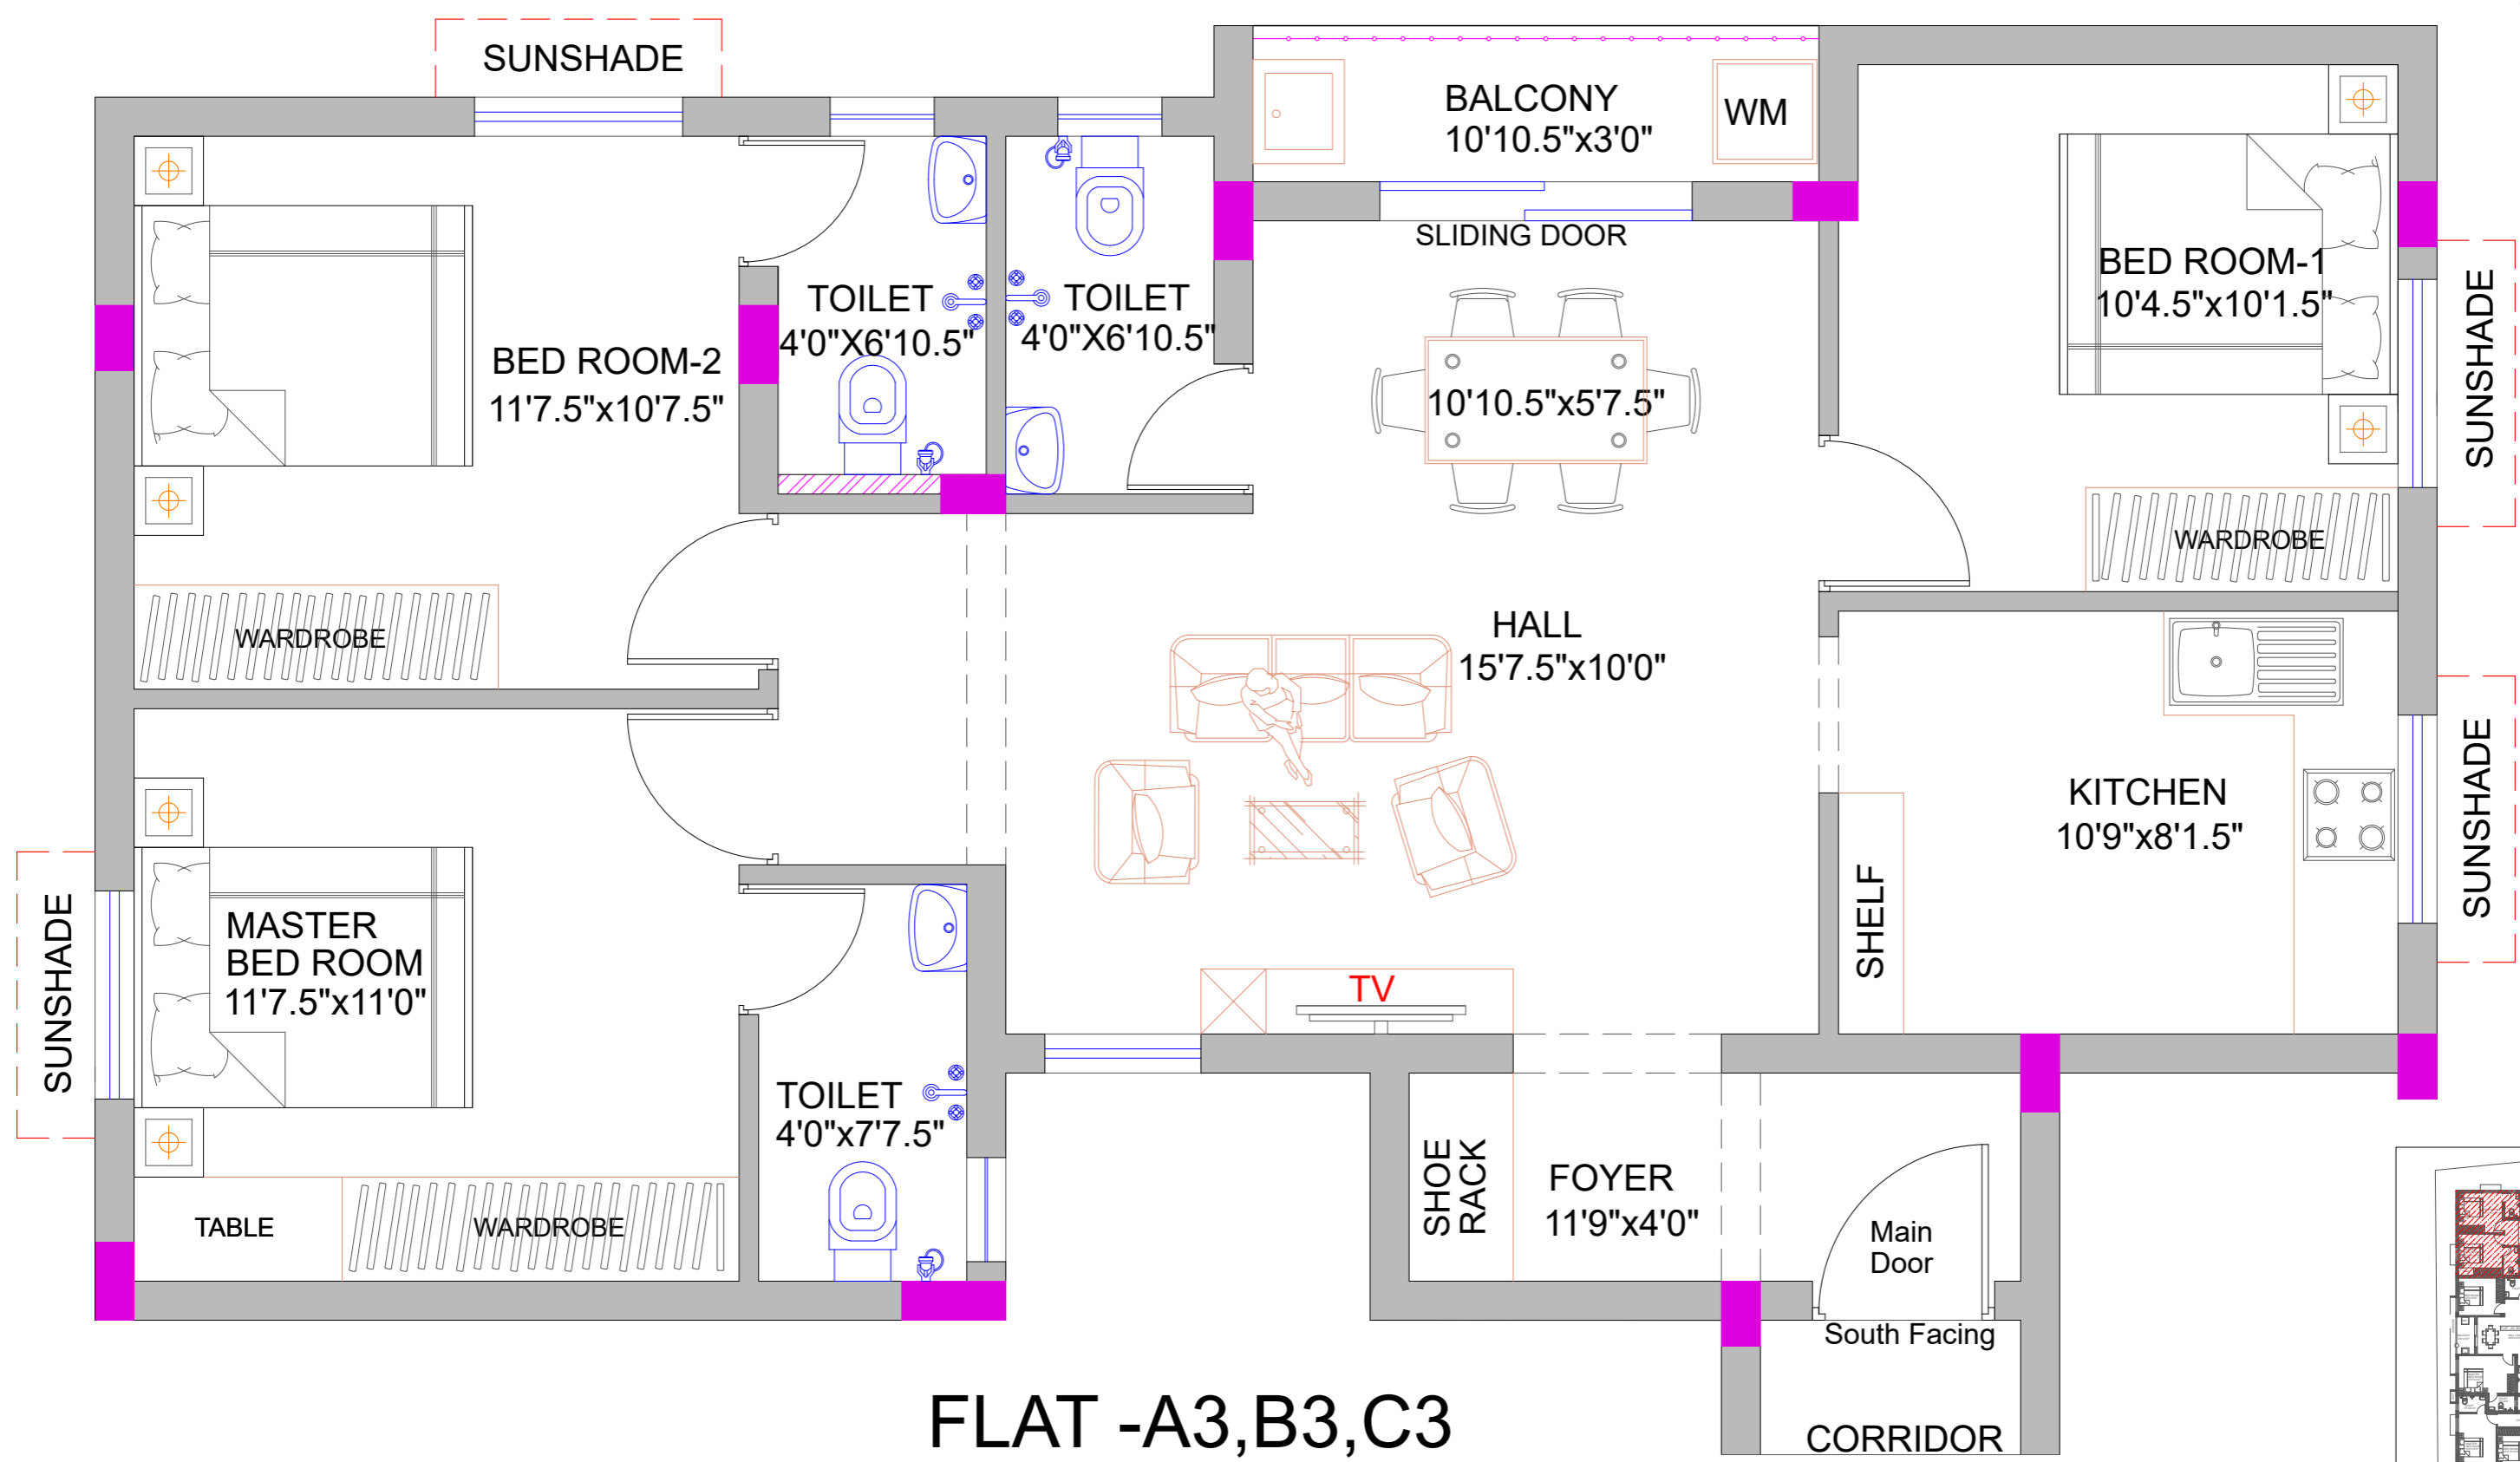 SUNSHADE
BALCONY
10'10.5"x3'0"
WM
SLIDING DOOR
BED ROOM-1
10'4.5"x10'1.5"
SUNSHADE
TOILET
4'0"X6'10.5"
TOILET
4'0"X6'10.5"
BED ROOM-2
11'7.5"x10'7.5"
10'10.5"x5'7.5"
WARDROBE
WARDROBE
HALL
15'7.5"x10'0"
KITCHEN
10'9"x8'1.5"
SUNSHADE
SHELF
MASTER
BED ROOM
11'7.5"x11'0"
SUNSHADE
TV
TOILET
4'0"x7'7.5"
SHOE
RACK
FOYER
11'9"x4'0"
TABLE
WARDROBE
Main
Door
South Facing
CORRIDOR
FLAT -A3,B3,C3